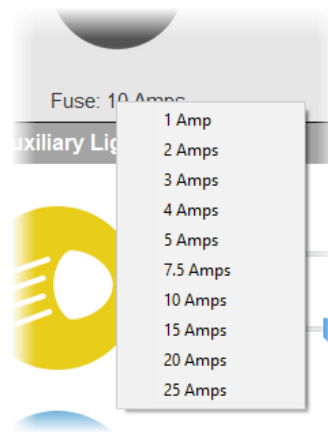 Fuse: 10 Amps
uxiliary Lig
1 Amp
2 Amps
3 Amps
4 Amps
5 Amps
7.5 Amps
10 Amps
15 Amps
20 Amps
25 Amps